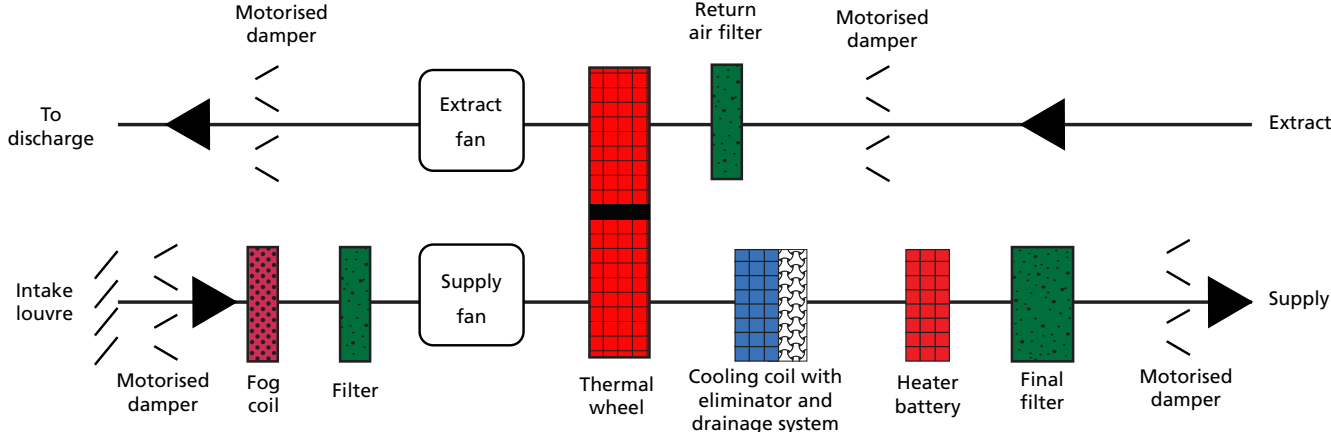 Motorised
damper
Return
air filter
Motorised
damper
To
discharge
Extract
fan
Extract
Intake
louvre
Supply
fan
Supply
Motorised
damper
Fog
coil
Filter
Thermal
wheel
Cooling coil with
eliminator and
drainage system
Heater
battery
Final
filter
Motorised
damper